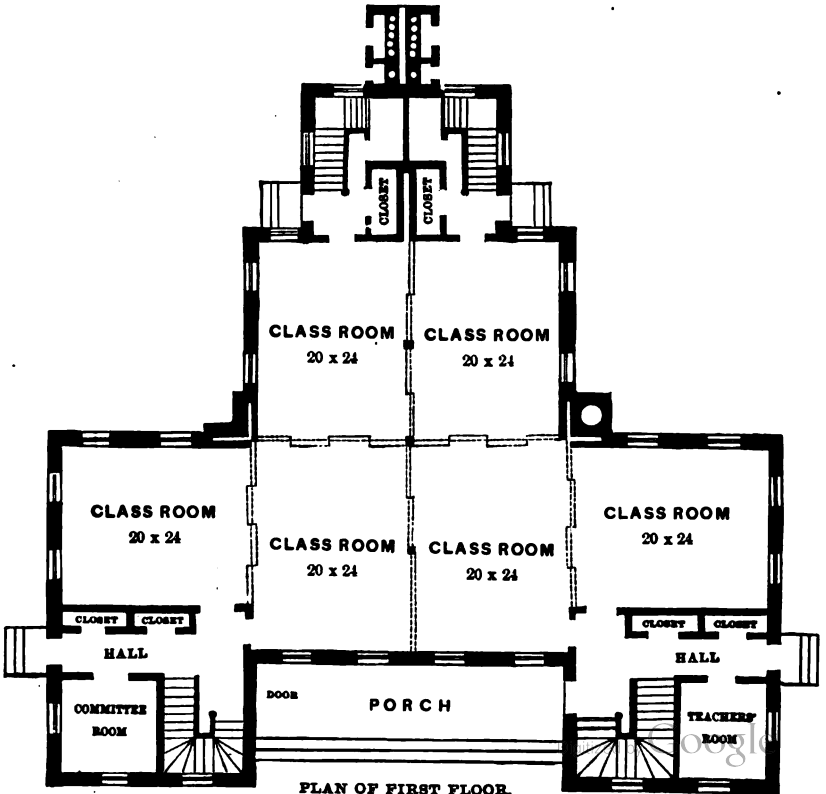 CLOSET
CLOSET
CLASS ROOM
20 x 24
CLASS ROOM
20 x 24
CLASS ROOM
20 x 24
CLASS ROOM
20 x 24
CLASS ROOM
20 x 24
CLASS ROOM
20 x 24
CLOSET
CLOSET
CLOSET
CLOSET
HALL
HALL
COMMITTEE
ROOM
DOOR
PORCH
TEACHERS'
ROOM
Google
PLAN OF FIRST FLOOR.